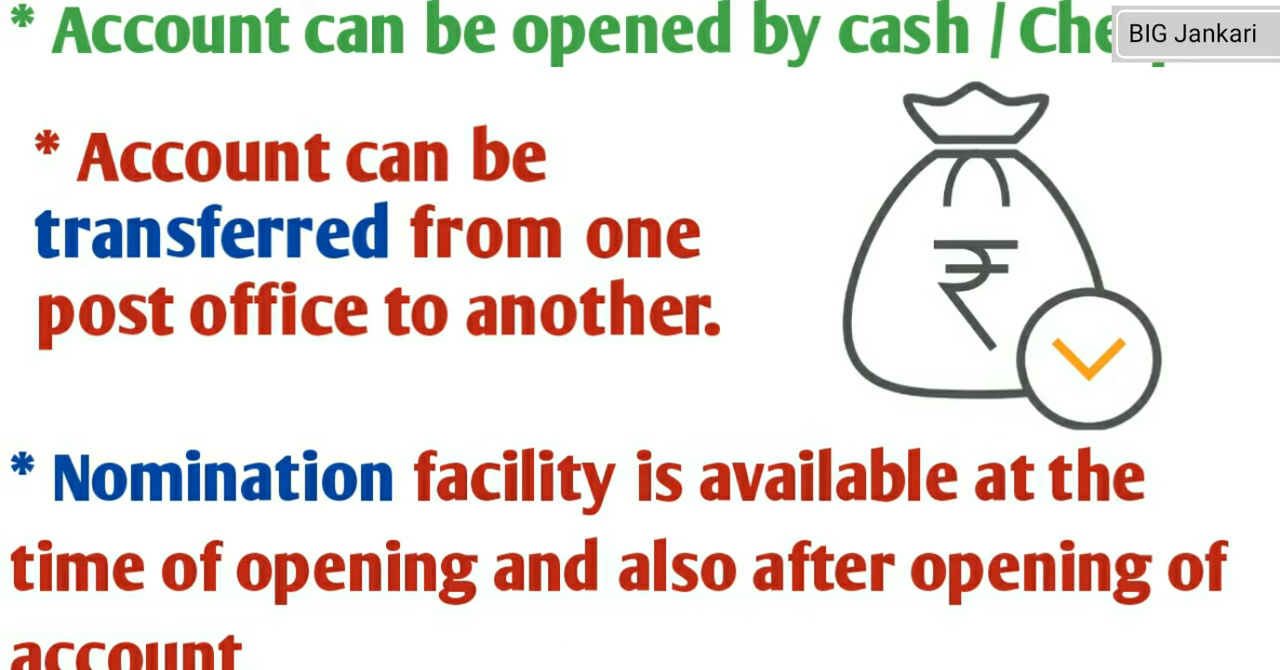 * Account can be opened by cash / Che
BIG Jankari
* Account can be
transferred from one
post office to another.
₹
* Nomination facility is available at the
time of opening and also after opening of
account